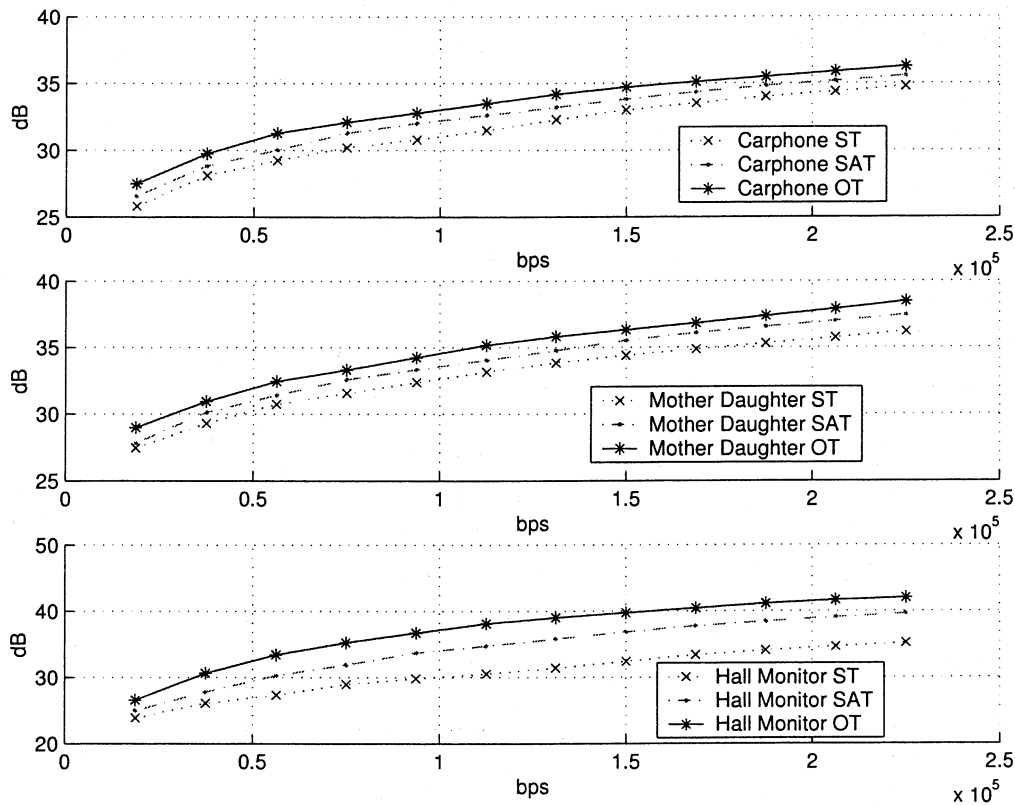 40
35
30
25
dB
0
0.5
1
1.5
2
2.5
bps
x 10^5
Carphone ST
Carphone SAT
Carphone OT
40
35
30
25
dB
0
0.5
1
1.5
2
2.5
bps
x 10^5
Mother Daughter ST
Mother Daughter SAT
Mother Daughter OT
50
40
30
20
dB
0
0.5
1
1.5
2
2.5
bps
x 10^5
Hall Monitor ST
Hall Monitor SAT
Hall Monitor OT